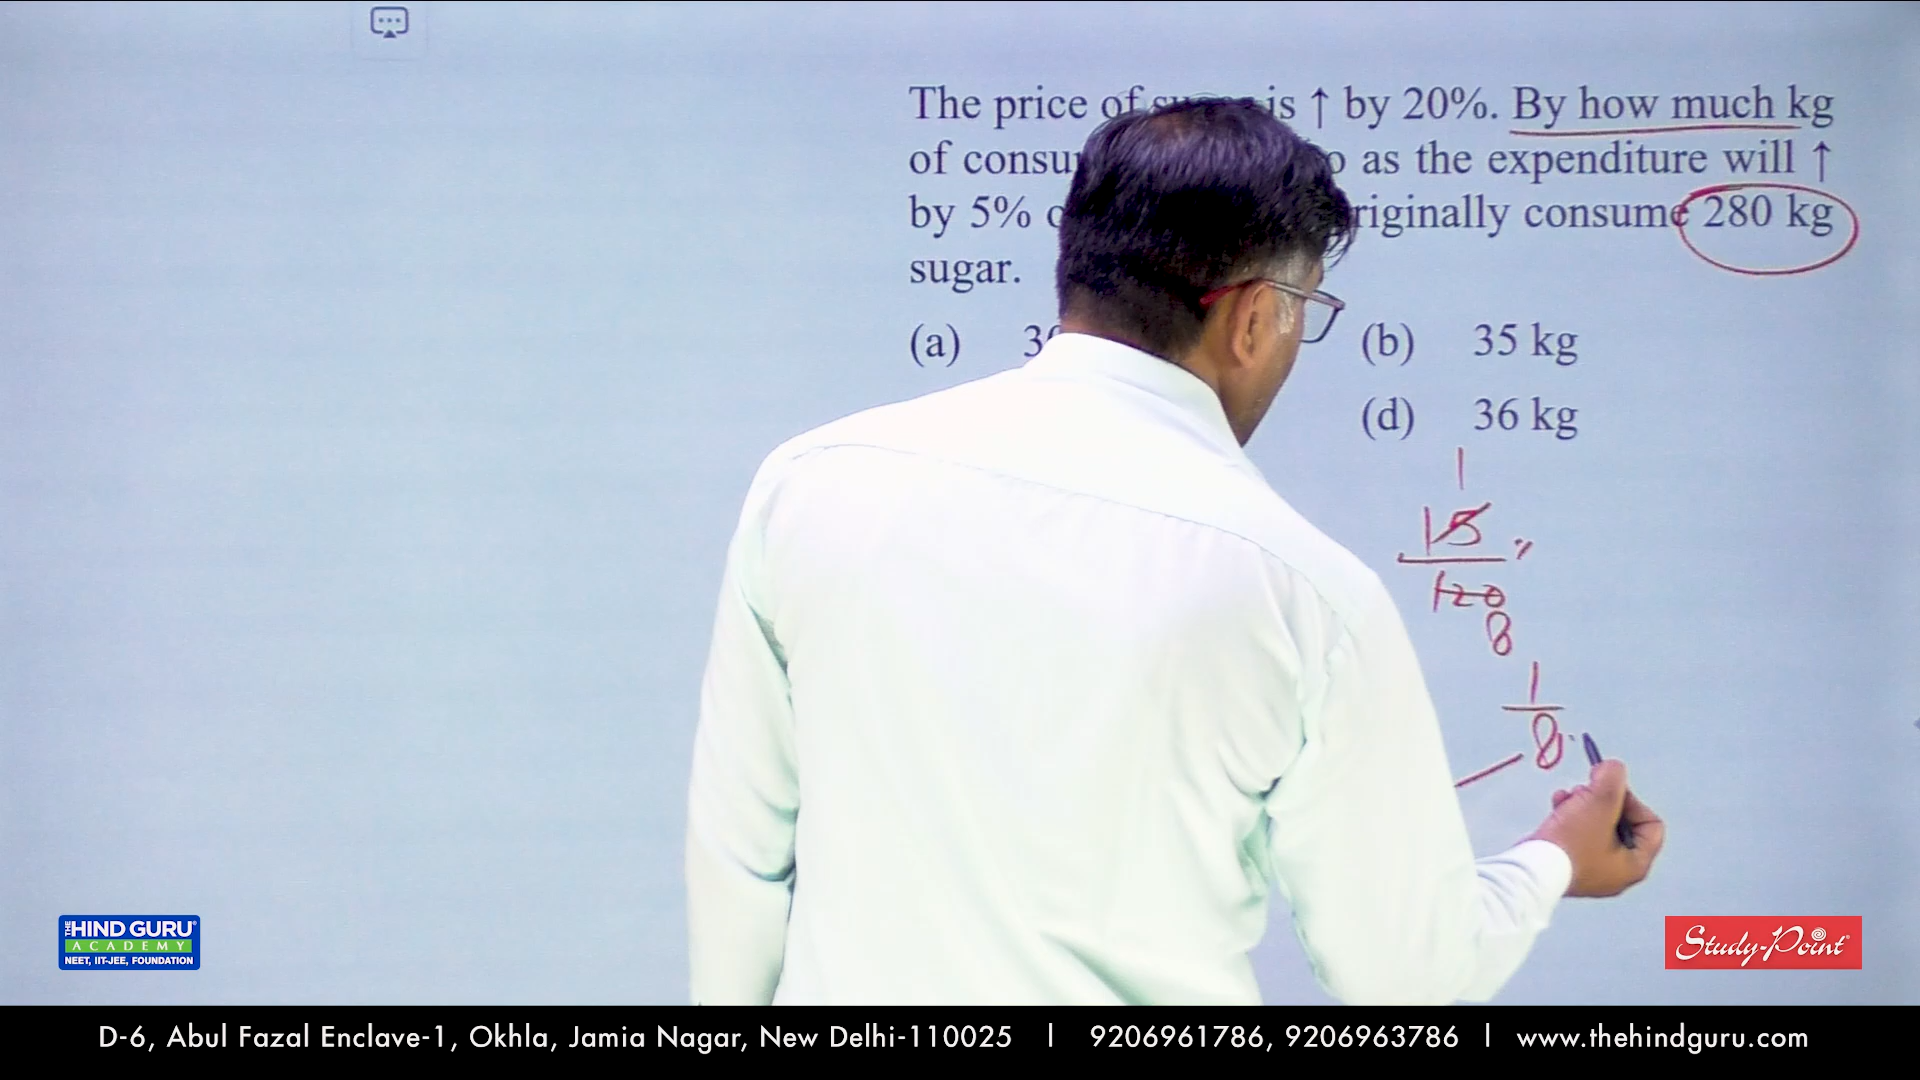 The price of is ↑ by 20%. By how much kg
of as the expenditure will ↑
by 5% originally consume 280 kg
sugar.
(a) (b) 35 kg
(d) 36 kg
1
15
120
8
1
8
THE HIND GURU
ACADEMY
NEET, IIT-JEE, FOUNDATION
Study-Point
D-6, Abul Fazal Enclave-1, Okhla, Jamia Nagar, New Delhi-110025 | 9206961786, 9206963786 | www.thehindguru.com